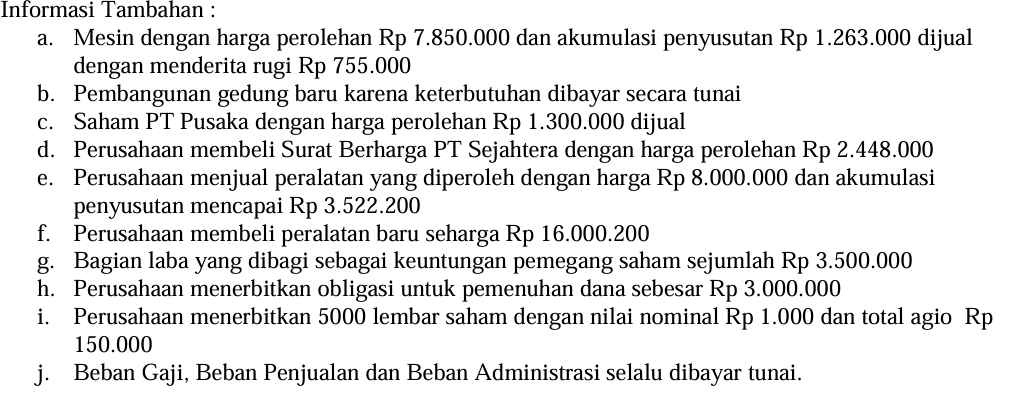 Informasi Tambahan :
a. Mesin dengan harga perolehan Rp 7.850.000 dan akumulasi penyusutan Rp 1.263.000 dijual
dengan menderita rugi Rp 755.000
b. Pembangunan gedung baru karena keterbutuhan dibayar secara tunai
c. Saham PT Pusaka dengan harga perolehan Rp 1.300.000 dijual
d. Perusahaan membeli Surat Berharga PT Sejahtera dengan harga perolehan Rp 2.448.000
e. Perusahaan menjual peralatan yang diperoleh dengan harga Rp 8.000.000 dan akumulasi
penyusutan mencapai Rp 3.522.200
f. Perusahaan membeli peralatan baru seharga Rp 16.000.200
g. Bagian laba yang dibagi sebagai keuntungan pemegang saham sejumlah Rp 3.500.000
h. Perusahaan menerbitkan obligasi untuk pemenuhan dana sebesar Rp 3.000.000
i. Perusahaan menerbitkan 5000 lembar saham dengan nilai nominal Rp 1.000 dan total agio Rp
150.000
j. Beban Gaji, Beban Penjualan dan Beban Administrasi selalu dibayar tunai.